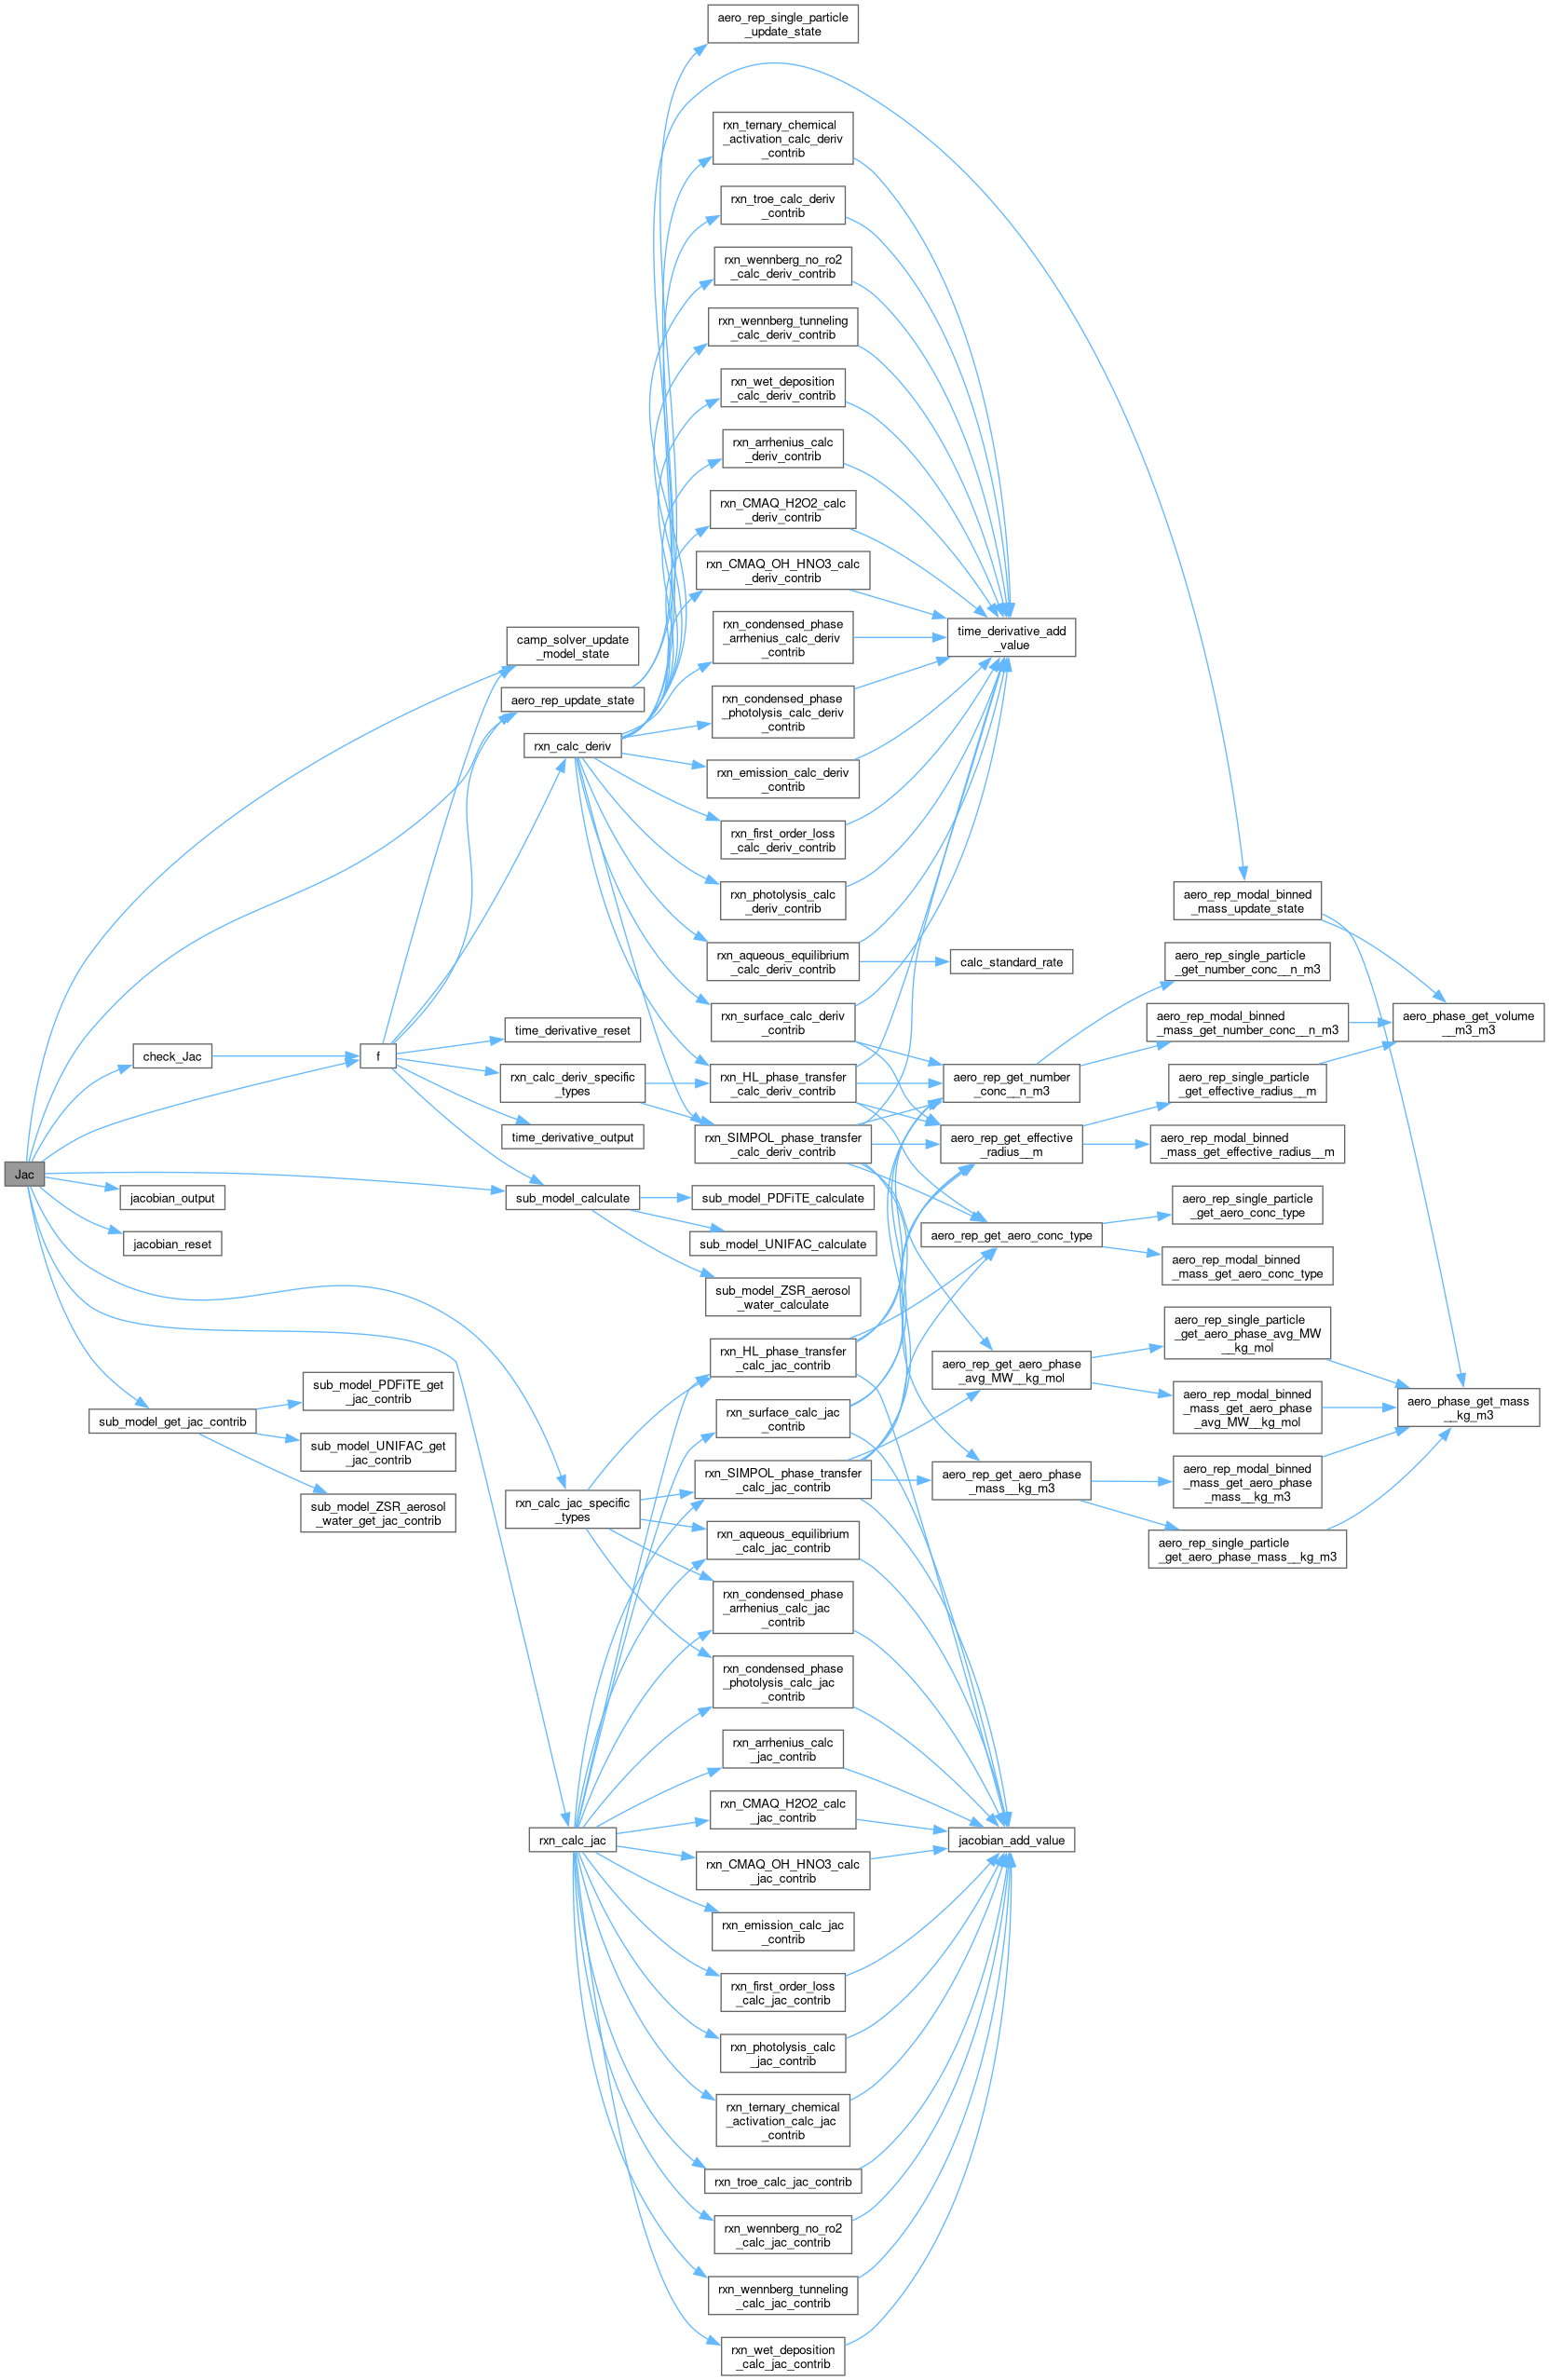 aero_rep_single_particle
_update_state
rxn_ternary_chemical
_activation_calc_deriv
_contrib
rxn_troe_calc_deriv
_contrib
rxn_wennberg_no_ro2
_calc_deriv_contrib
rxn_wennberg_tunneling
_calc_deriv_contrib
rxn_wet_deposition
_calc_deriv_contrib
rxn_arrhenius_calc
_deriv_contrib
rxn_CMAQ_H2O2_calc
_deriv_contrib
rxn_CMAQ_OH_HNO3_calc
_deriv_contrib
rxn_condensed_phase
_arrhenius_calc_deriv
_contrib
time_derivative_add
_value
camp_solver_update
_model_state
aero_rep_update_state
rxn_condensed_phase
_photolysis_calc_deriv
_contrib
rxn_calc_deriv
rxn_emission_calc_deriv
_contrib
rxn_first_order_loss
_calc_deriv_contrib
rxn_photolysis_calc
_deriv_contrib
aero_rep_modal_binned
_mass_update_state
rxn_aqueous_equilibrium
_calc_deriv_contrib
calc_standard_rate
aero_rep_single_particle
_get_number_conc__n_m3
rxn_surface_calc_deriv
_contrib
aero_rep_modal_binned
_mass_get_number_conc__n_m3
aero_phase_get_volume
__m3_m3
time_derivative_reset
check_Jac
f
rxn_calc_deriv_specific
_types
rxn_HL_phase_transfer
_calc_deriv_contrib
aero_rep_get_number
_conc__n_m3
aero_rep_single_particle
_get_effective_radius__m
time_derivative_output
rxn_SIMPOL_phase_transfer
_calc_deriv_contrib
aero_rep_get_effective
_radius__m
aero_rep_modal_binned
_mass_get_effective_radius__m
Jac
jacobian_output
sub_model_calculate
sub_model_PDFiTE_calculate
aero_rep_single_particle
_get_aero_conc_type
jacobian_reset
sub_model_UNIFAC_calculate
aero_rep_get_aero_conc_type
aero_rep_modal_binned
_mass_get_aero_conc_type
sub_model_ZSR_aerosol
_water_calculate
rxn_HL_phase_transfer
_calc_jac_contrib
aero_rep_get_aero_phase
_avg_MW__kg_mol
aero_rep_single_particle
_get_aero_phase_avg_MW
__kg_mol
sub_model_PDFiTE_get
_jac_contrib
sub_model_get_jac_contrib
sub_model_UNIFAC_get
_jac_contrib
sub_model_ZSR_aerosol
_water_get_jac_contrib
rxn_surface_calc_jac
_contrib
aero_rep_modal_binned
_mass_get_aero_phase
_avg_MW__kg_mol
aero_phase_get_mass
__kg_m3
rxn_calc_jac_specific
_types
rxn_SIMPOL_phase_transfer
_calc_jac_contrib
aero_rep_get_aero_phase
_mass__kg_m3
aero_rep_modal_binned
_mass_get_aero_phase
_mass__kg_m3
aero_rep_single_particle
_get_aero_phase_mass__kg_m3
rxn_aqueous_equilibrium
_calc_jac_contrib
rxn_condensed_phase
_arrhenius_calc_jac
_contrib
rxn_condensed_phase
_photolysis_calc_jac
_contrib
rxn_arrhenius_calc
_jac_contrib
rxn_CMAQ_H2O2_calc
_jac_contrib
rxn_calc_jac
jacobian_add_value
rxn_CMAQ_OH_HNO3_calc
_jac_contrib
rxn_emission_calc_jac
_contrib
rxn_first_order_loss
_calc_jac_contrib
rxn_photolysis_calc
_jac_contrib
rxn_ternary_chemical
_activation_calc_jac
_contrib
rxn_troe_calc_jac_contrib
rxn_wennberg_no_ro2
_calc_jac_contrib
rxn_wennberg_tunneling
_calc_jac_contrib
rxn_wet_deposition
_calc_jac_contrib